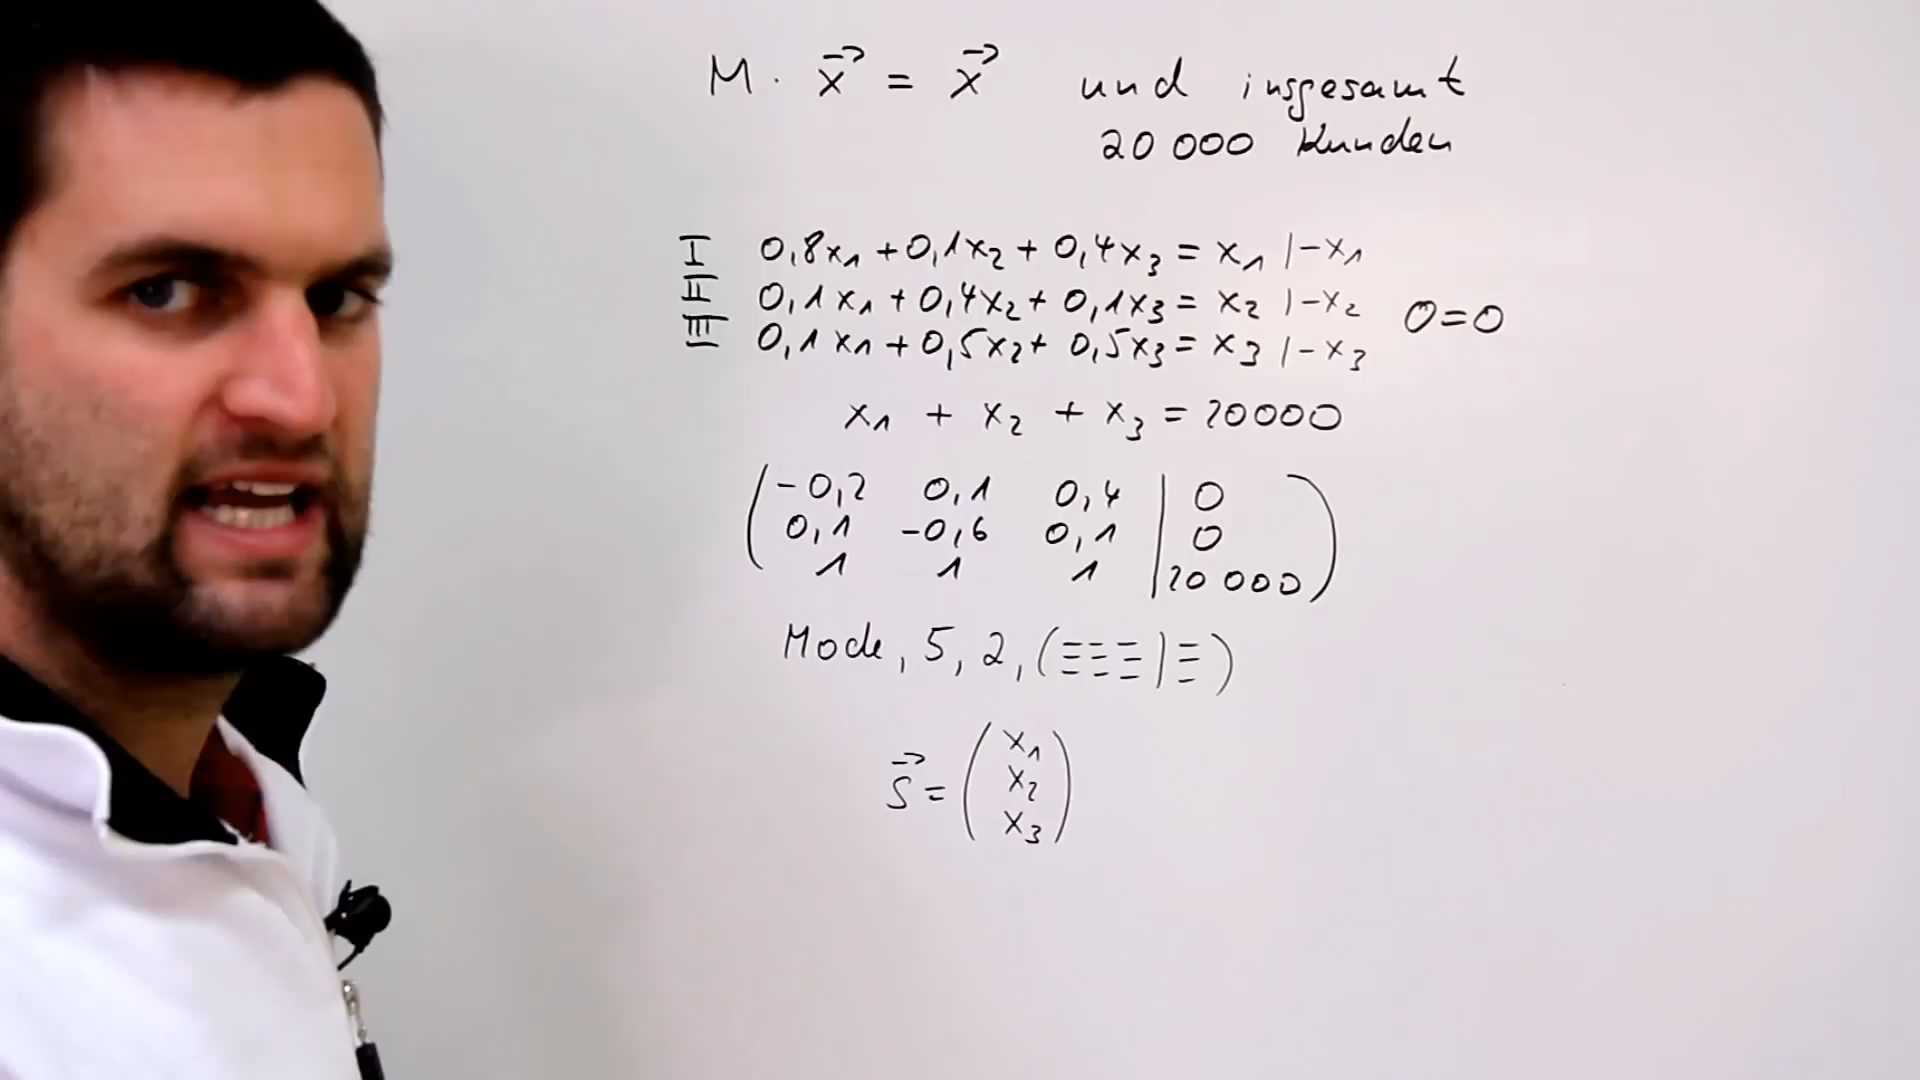 M · x⃗ = x⃗ und insgesamt
20 000 Kunden
I 0,8x₁ + 0,1x₂ + 0,4x₃ = x₁ |-x₁
II 0,1x₁ + 0,4x₂ + 0,1x₃ = x₂ |-x₂
0=0
III 0,1x₁ + 0,5x₂ + 0,5x₃ = x₃ |-x₃
x₁ + x₂ + x₃ = 20000
( -0,2 0,1 0,4 | 0 )
0,1 -0,6 0,1 | 0
1 1 1 | 20 000
Mode, 5, 2, (☰☰☰|☰)
s⃗ = ( x₁ )
x₂
x₃